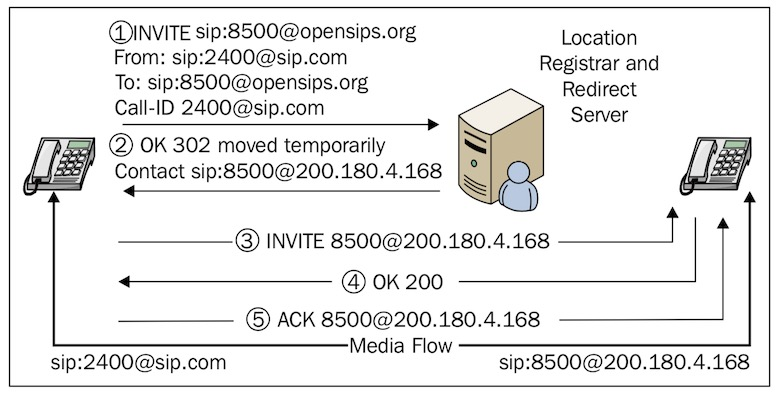 ①INVITE sip:8500@opensips.org
From: sip:2400@sip.com
To: sip:8500@opensips.org
Call-ID 2400@sip.com
② OK 302 moved temporarily
Contact sip:8500@200.180.4.168
Location
Registrar and
Redirect
Server
③ INVITE 8500@200.180.4.168
④ OK 200
⑤ ACK 8500@200.180.4.168
Media Flow
sip:2400@sip.com
sip:8500@200.180.4.168